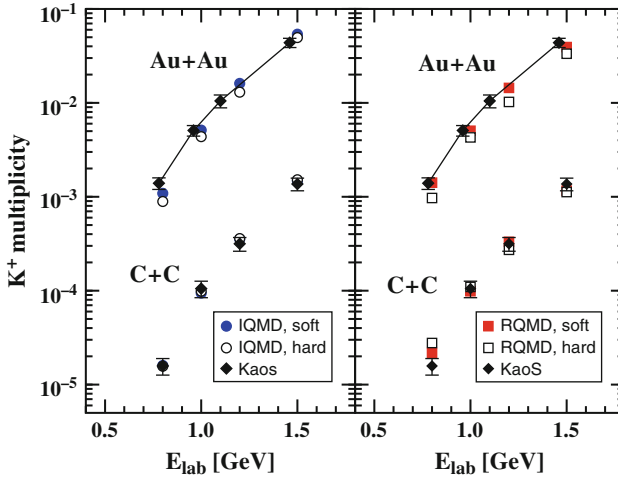 K⁺ multiplicity
10⁻¹
10⁻²
10⁻³
10⁻⁴
10⁻⁵
Au+Au
C+C
IQMD, soft
IQMD, hard
Kaos
0.5 1.0 1.5
E_lab [GeV]
Au+Au
C+C
RQMD, soft
RQMD, hard
KaoS
0.5 1.0 1.5
E_lab [GeV]